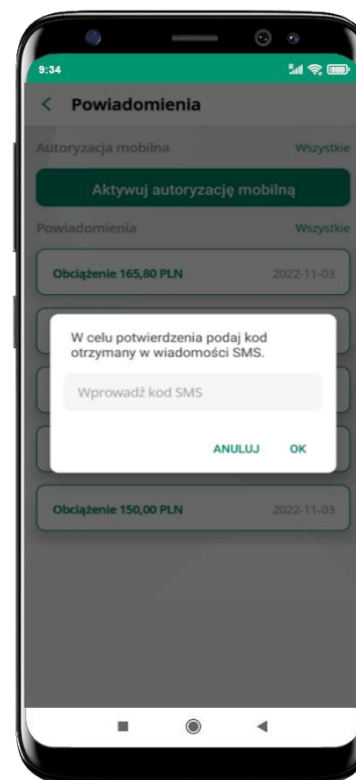 9:34
Powiadomienia
Autoryzacja mobilna Wszystkie
Aktywuj autoryzację mobilną
Powiadomienia Wszystkie
Obciążenie 165,80 PLN 2022-11-03
W celu potwierdzenia podaj kod
otrzymany w wiadomości SMS.
Wprowadź kod SMS
ANULUJ OK
Obciążenie 150,00 PLN 2022-11-03